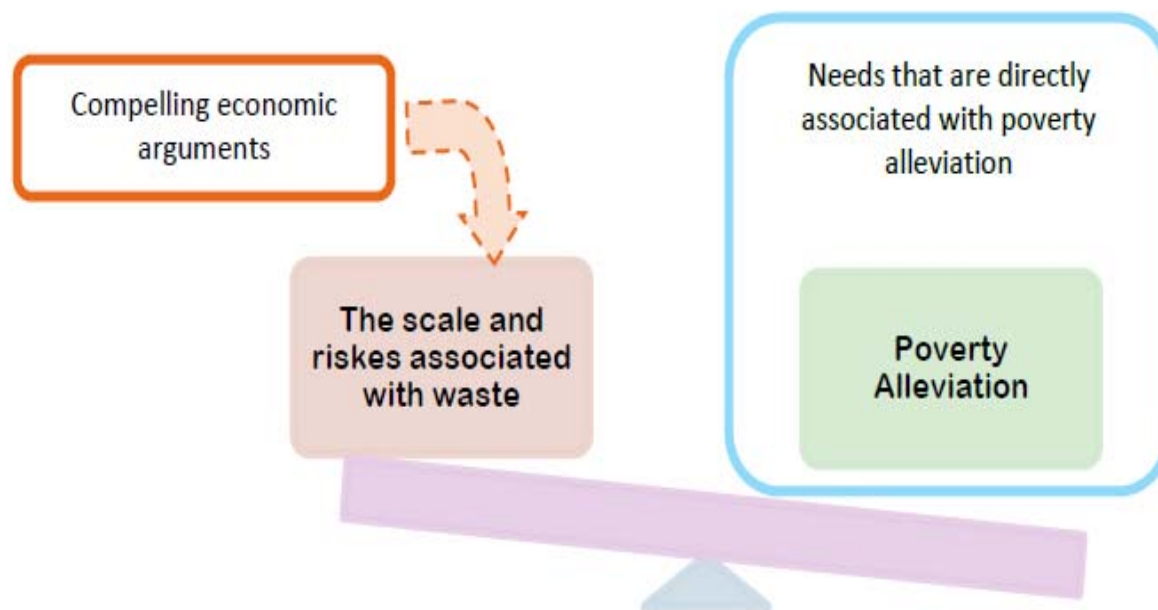 Compelling economic
arguments
Needs that are directly
associated with poverty
alleviation
The scale and
riskes associated
with waste
Poverty
Alleviation